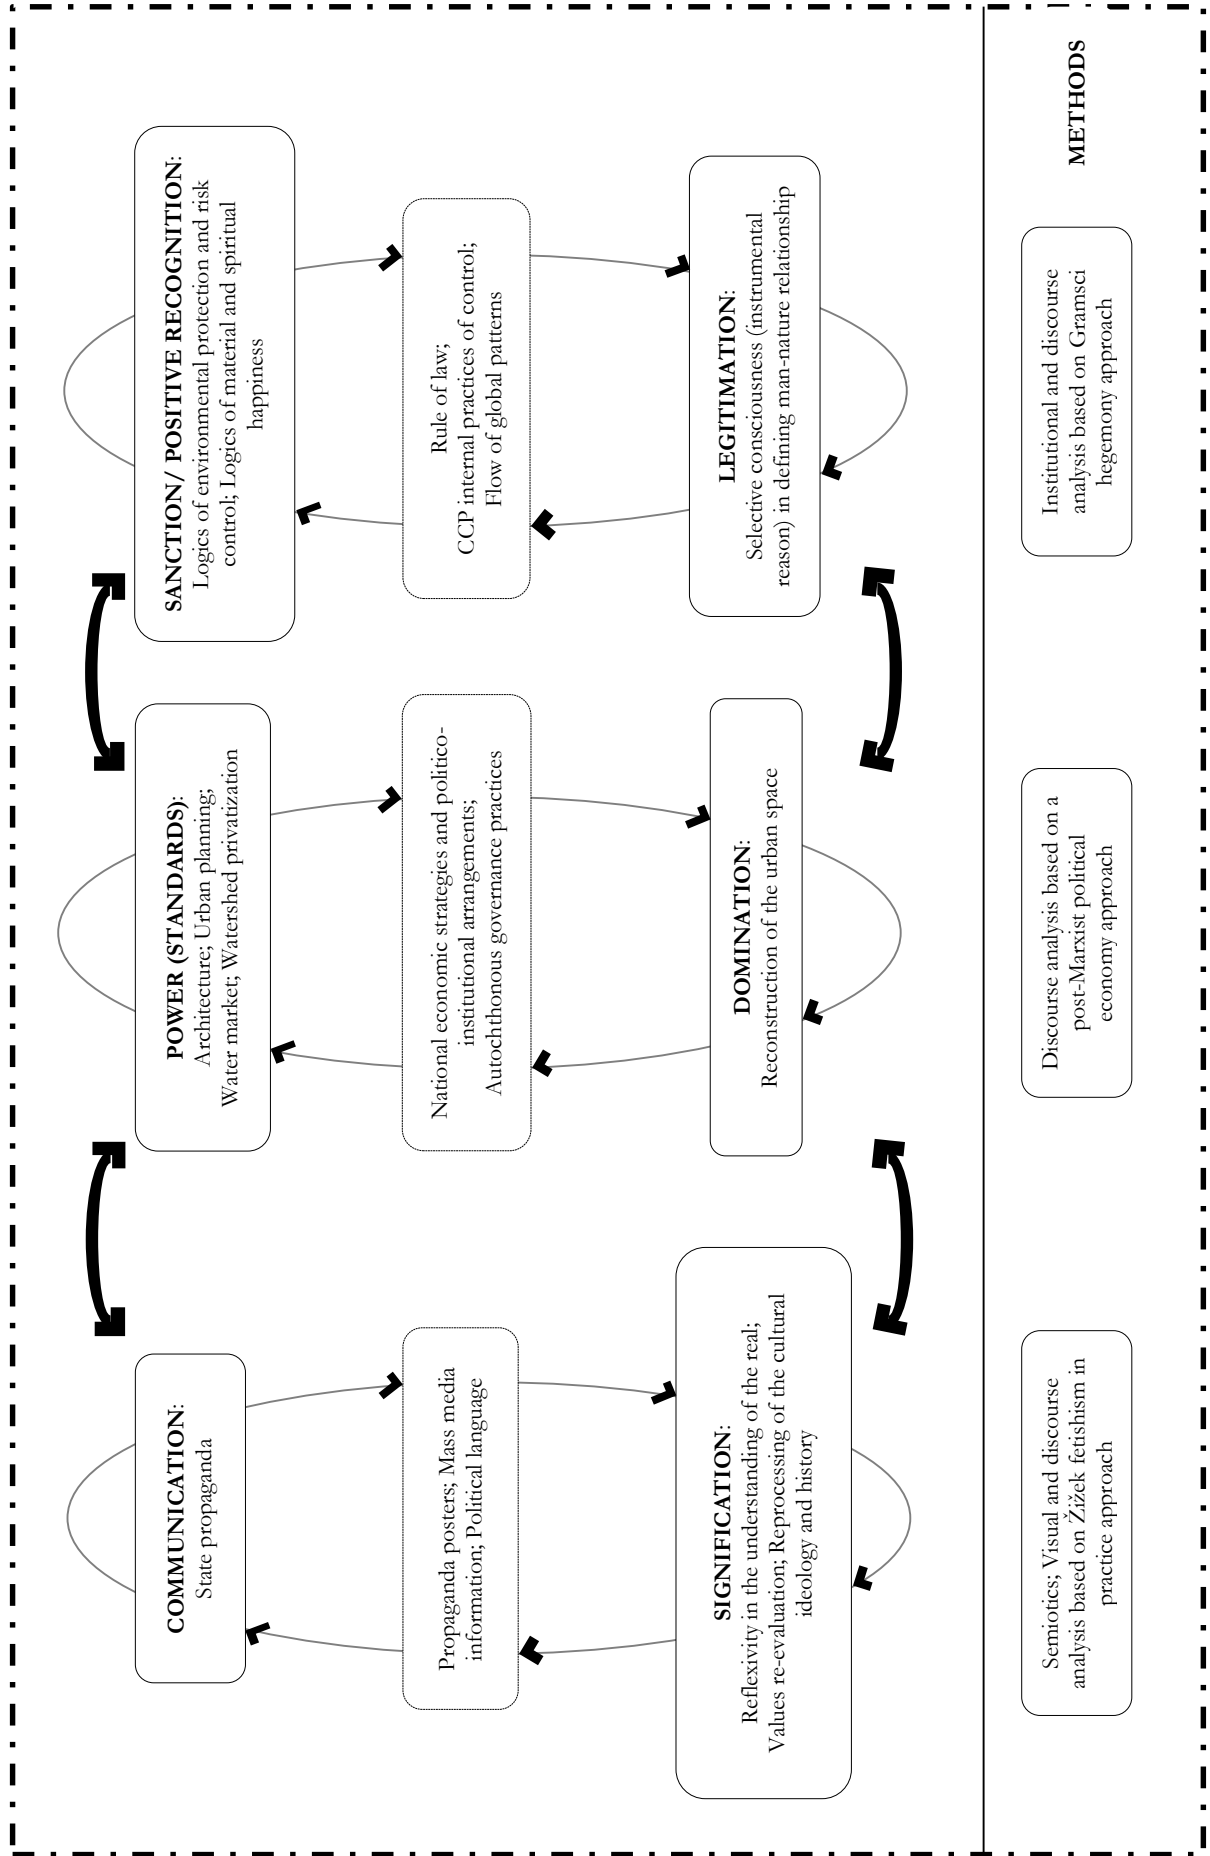 COMMUNICATION:
State propaganda
POWER (STANDARDS):
Architecture; Urban planning;
Water market; Watershed privatization
SANCTION/ POSITIVE RECOGNITION:
Logics of environmental protection and risk
control; Logics of material and spiritual
happiness
Propaganda posters; Mass media
information; Political language
National economic strategies and politico-
institutional arrangements;
Autochthonous governance practices
Rule of law;
CCP internal practices of control;
Flow of global patterns
SIGNIFICATION:
Reflexivity in the understanding of the real;
Values re-evaluation; Reprocessing of the cultural
ideology and history
DOMINATION:
Reconstruction of the urban space
LEGITIMATION:
Selective consciousness (instrumental
reason) in defining man-nature relationship
Semiotics; Visual and discourse
analysis based on Žižek fetishism in
practice approach
Discourse analysis based on a
post-Marxist political
economy approach
Institutional and discourse
analysis based on Gramsci
hegemony approach
METHODS